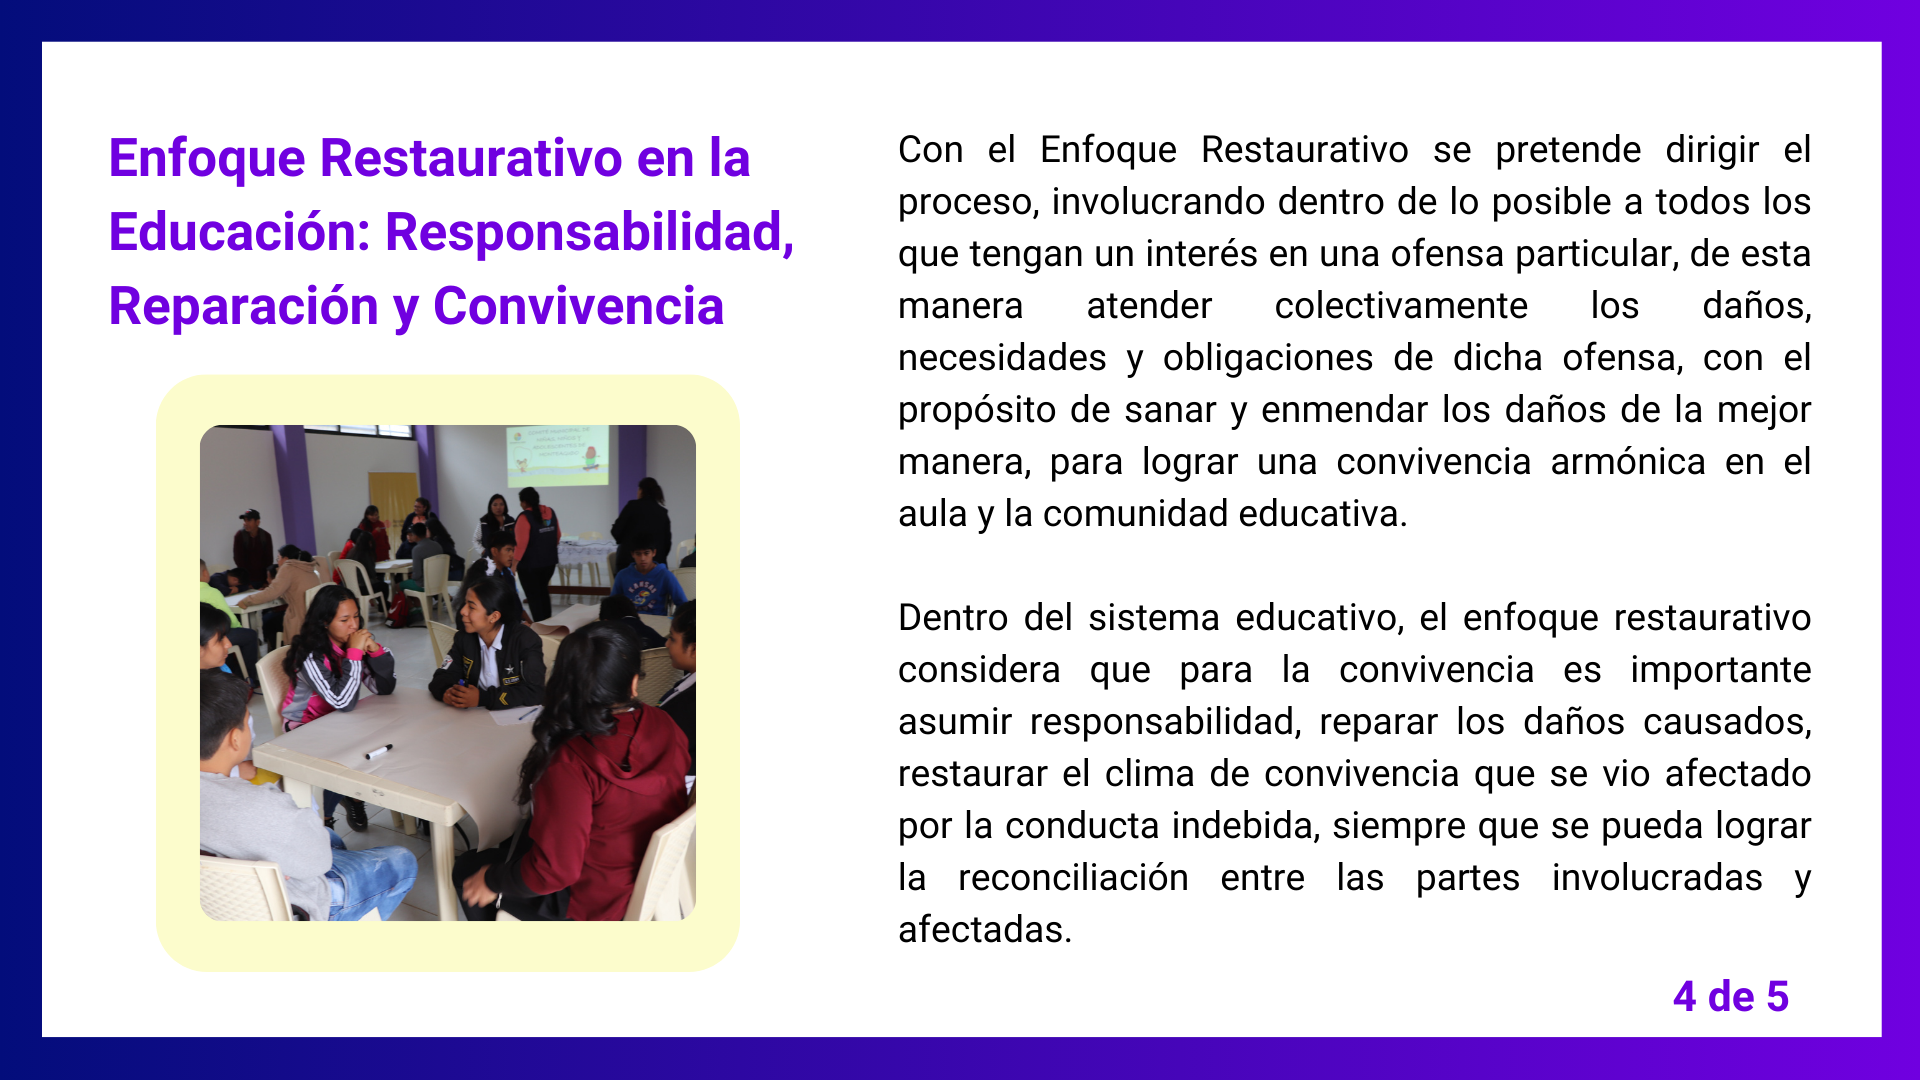 Enfoque Restaurativo en la
Educación: Responsabilidad,
Reparación y Convivencia
Con el Enfoque Restaurativo se pretende dirigir el
proceso, involucrando dentro de lo posible a todos los
que tengan un interés en una ofensa particular, de esta
manera atender colectivamente los daños,
necesidades y obligaciones de dicha ofensa, con el
propósito de sanar y enmendar los daños de la mejor
manera, para lograr una convivencia armónica en el
aula y la comunidad educativa.
Dentro del sistema educativo, el enfoque restaurativo
considera que para la convivencia es importante
asumir responsabilidad, reparar los daños causados,
restaurar el clima de convivencia que se vio afectado
por la conducta indebida, siempre que se pueda lograr
la reconciliación entre las partes involucradas y
afectadas.
4 de 5